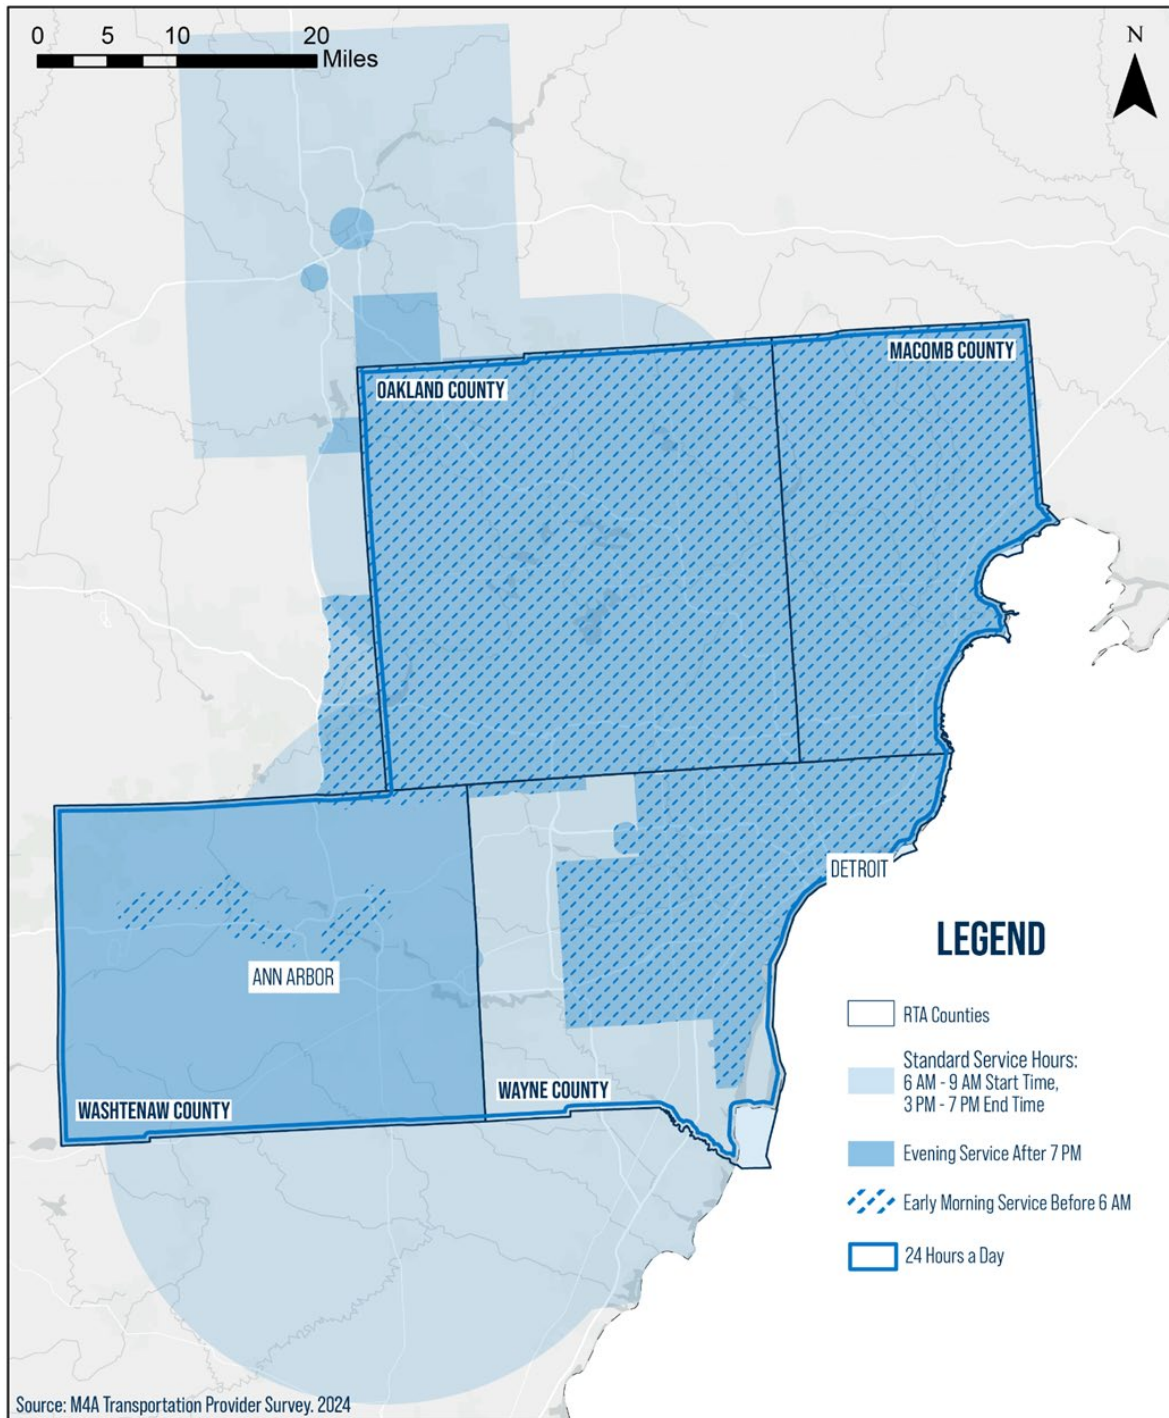 0 5 10 20
Miles
N
MACOMB COUNTY
OAKLAND COUNTY
DETROIT
ANN ARBOR
WAYNE COUNTY
WASHTENAW COUNTY
LEGEND
RTA Counties
Standard Service Hours:
6 AM - 9 AM Start Time,
3 PM - 7 PM End Time
Evening Service After 7 PM
Early Morning Service Before 6 AM
24 Hours a Day
Source: M4A Transportation Provider Survey. 2024